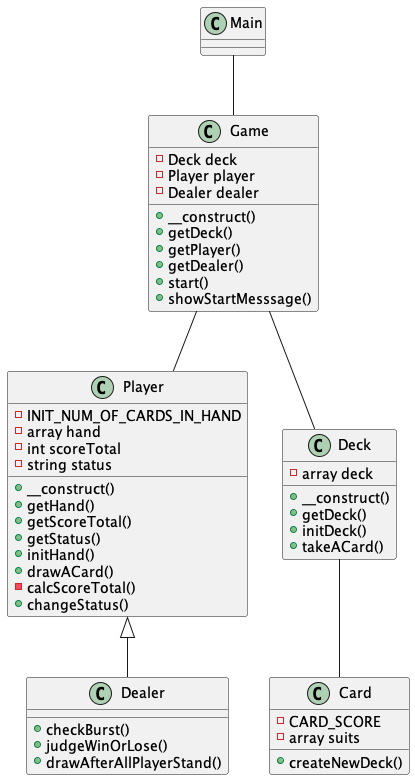 C Main
C Game
Deck deck
Player player
Dealer dealer
__construct()
getDeck()
getPlayer()
getDealer()
start()
showStartMesssage()
C Player
INIT_NUM_OF_CARDS_IN_HAND
array hand
int scoreTotal
string status
__construct()
getHand()
getScoreTotal()
getStatus()
initHand()
drawACard()
calcScoreTotal()
changeStatus()
C Deck
array deck
__construct()
getDeck()
initDeck()
takeACard()
C Dealer
checkBurst()
judgeWinOrLose()
drawAfterAllPlayerStand()
C Card
CARD_SCORE
array suits
createNewDeck()